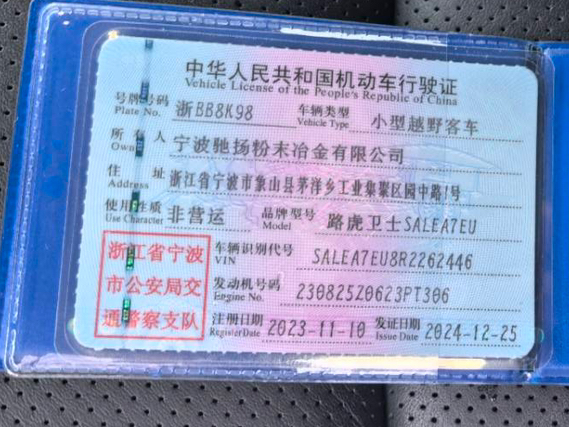 中华人民共和国机动车行驶证
Vehicle License of the People's Republic of China
号牌号码 浙BB8K98 车辆类型 小型越野客车
Plate No. Vehicle Type
所有人 宁波驰扬粉末冶金有限公司
Owner
住址 浙江省宁波市象山县茅洋乡工业集聚区园中路1号
Address
使用性质 非营运 品牌型号 路虎卫士SALEA7EU
Use Character Model
浙江省宁波
市公安局交
通警察支队
车辆识别代号 SALEA7EU8R2262446
VIN
发动机号码 230825Z0623PT306
Engine No.
注册日期 2023-11-10 发证日期 2024-12-25
Register Date Issue Date